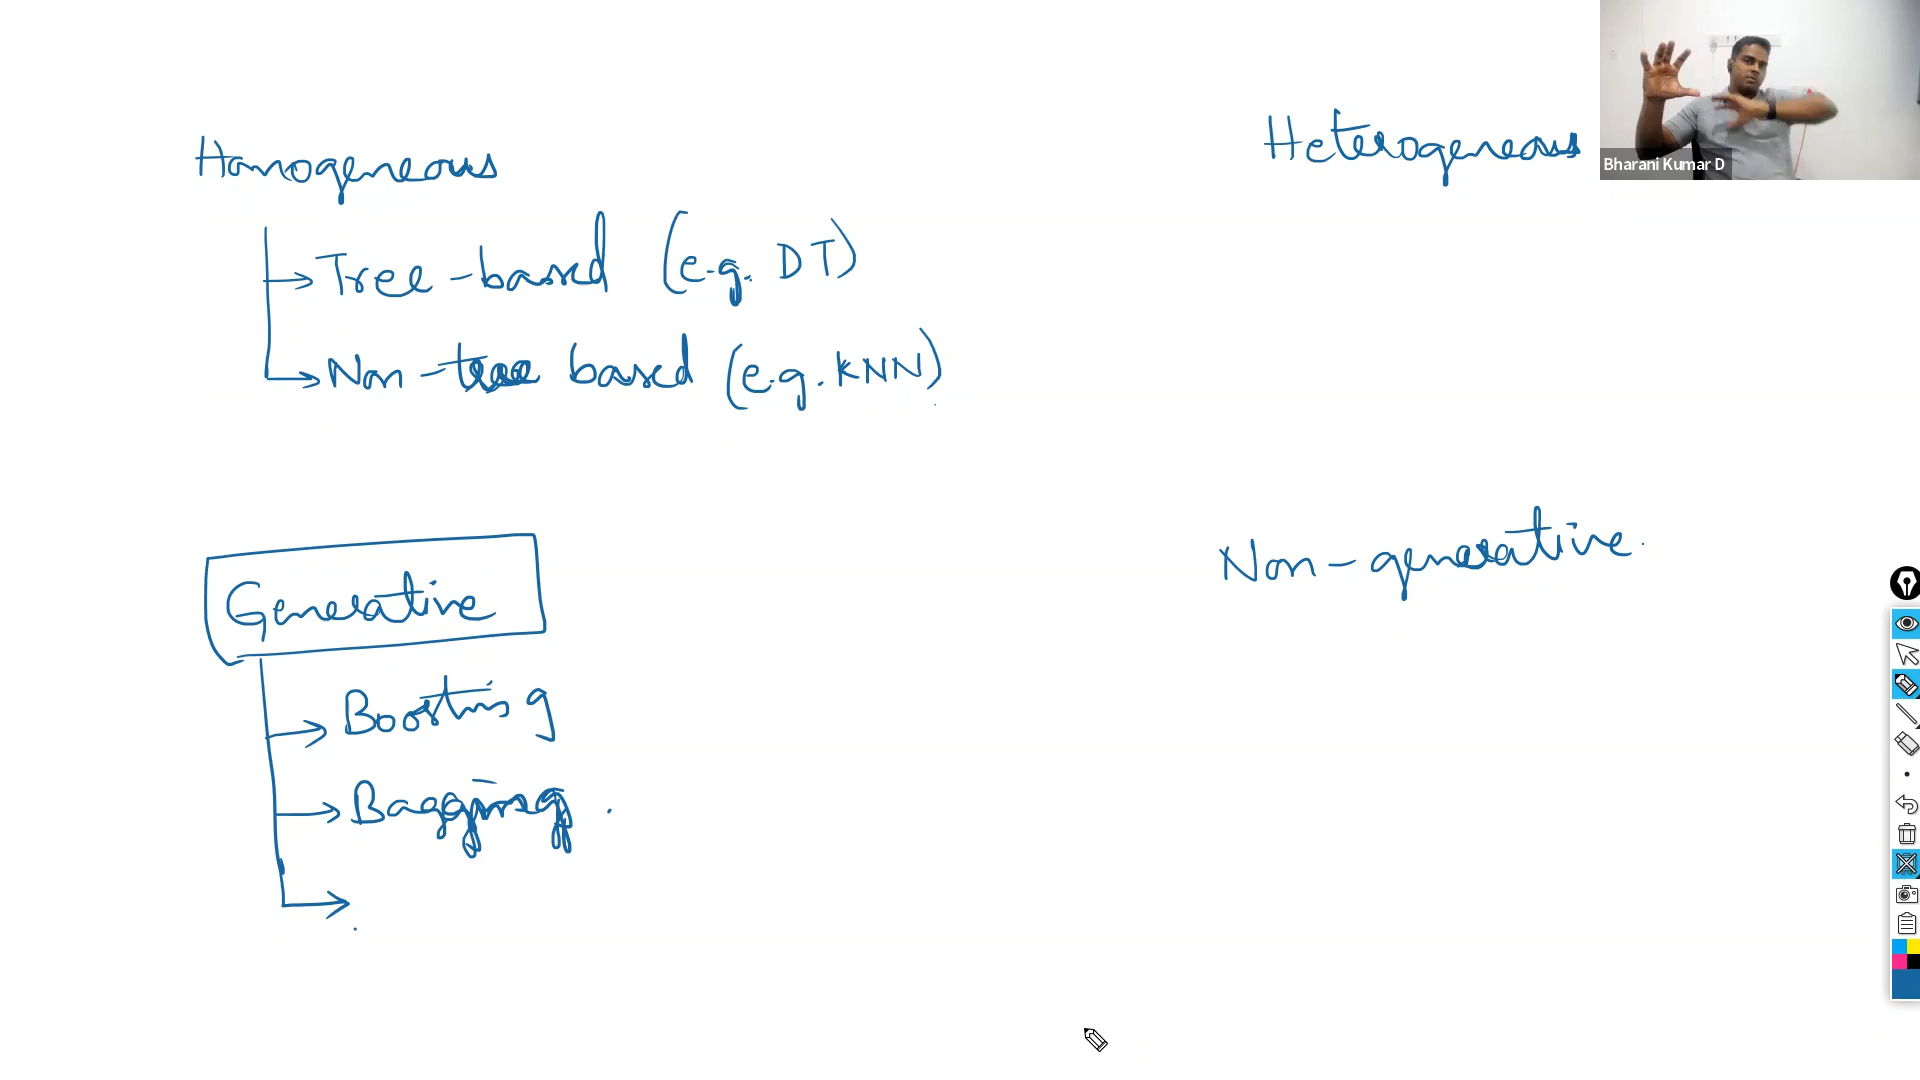 Homogeneous
Heterogeneous
Bharani Kumar D
Tree-based (e.g. DT)
Non-tree based (e.g. KNN)
Generative
Non-generative.
Boosting
Bagging.